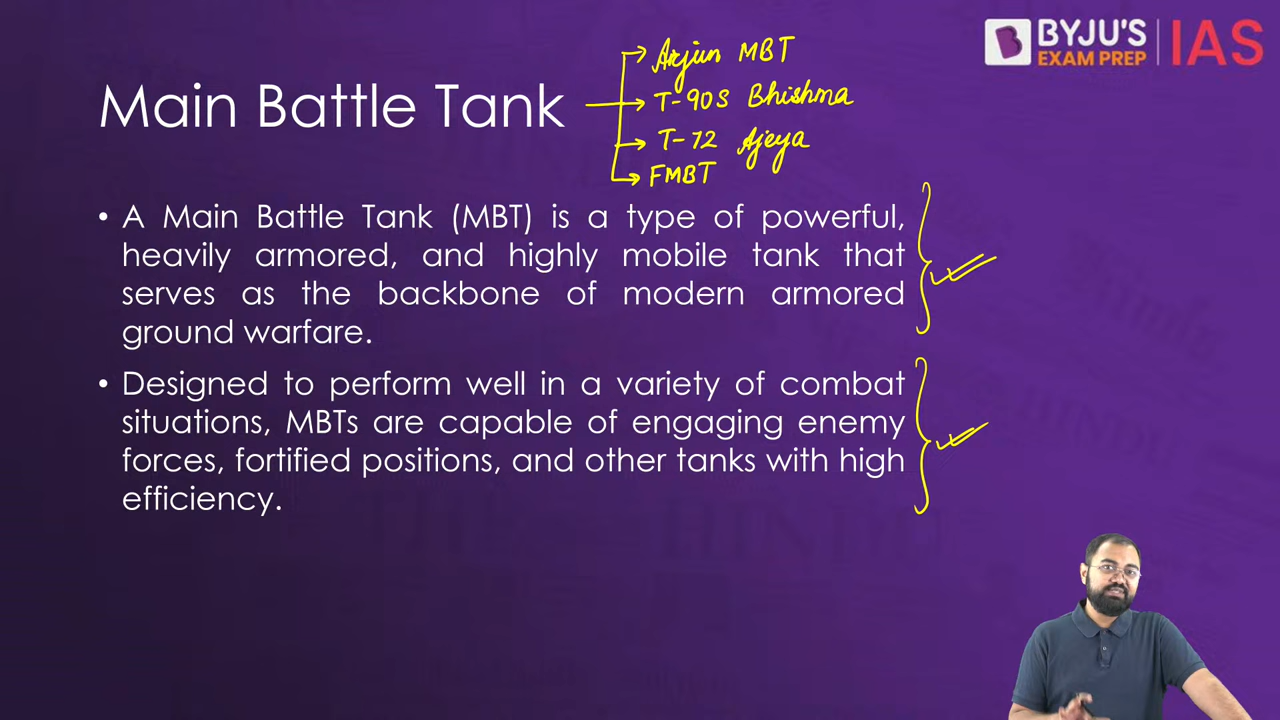 BYJU'S
EXAM PREP
IAS
Main Battle Tank
Arjun MBT
T-90S Bhishma
T-72 Ajeya
FMBT
• A Main Battle Tank (MBT) is a type of powerful,
heavily armored, and highly mobile tank that
serves as the backbone of modern armored
ground warfare.
• Designed to perform well in a variety of combat
situations, MBTs are capable of engaging enemy
forces, fortified positions, and other tanks with high
efficiency.